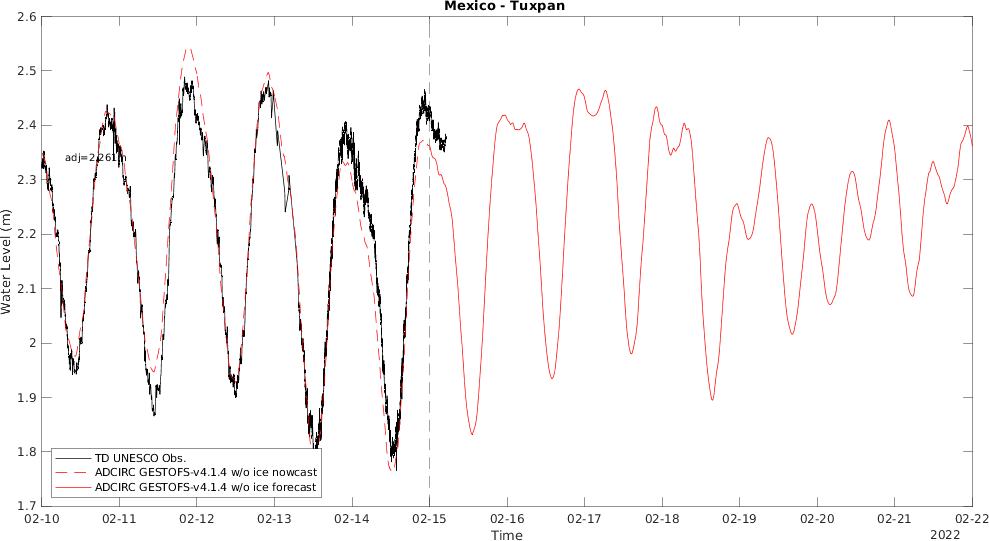 Mexico - Tuxpan
2.6
2.5
2.4
2.3
2.2
2.1
2
1.9
1.8
1.7
Water Level (m)
adj=2.261m
TD UNESCO Obs.
ADCIRC GESTOFS-v4.1.4 w/o ice nowcast
ADCIRC GESTOFS-v4.1.4 w/o ice forecast
02-10 02-11 02-12 02-13 02-14 02-15 02-16 02-17 02-18 02-19 02-20 02-21 02-22
Time
2022